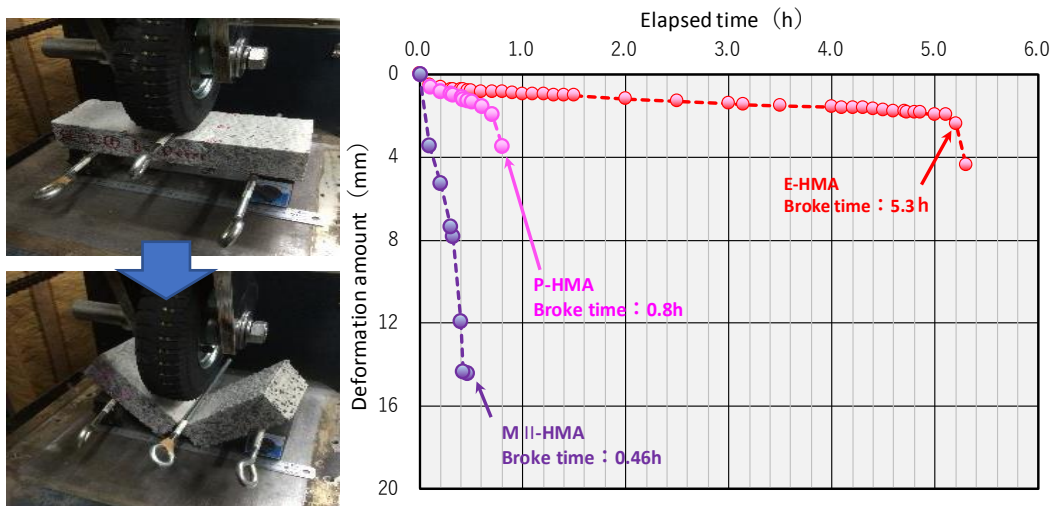 Elapsed time（h）
0.0 1.0 2.0 3.0 4.0 5.0 6.0
0
4
8
12
16
20
Deformation amount（mm）
E-HMA
Broke time：5.3h
P-HMA
Broke time：0.8h
MⅡ-HMA
Broke time：0.46h